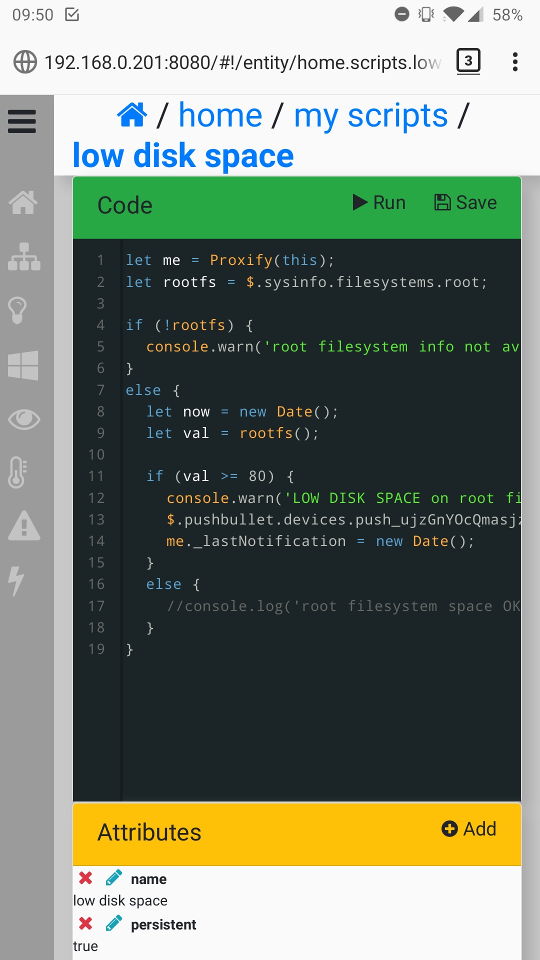 09:50 58%
192.168.0.201:8080/#!/entity/home.scripts.low 3
/ home / my scripts /
low disk space
Code Run Save
1 let me = Proxify(this);
2 let rootfs = $.sysinfo.filesystems.root;
3
4 if (!rootfs) {
5 console.warn('root filesystem info not av
6 }
7 else {
8 let now = new Date();
9 let val = rootfs();
10
11 if (val >= 80) {
12 console.warn('LOW DISK SPACE on root fi
13 $.pushbullet.devices.push_ujzGnYOcQmasjz
14 me._lastNotification = new Date();
15 }
16 else {
17 //console.log('root filesystem space OK
18 }
19 }
Attributes Add
name
low disk space
persistent
true